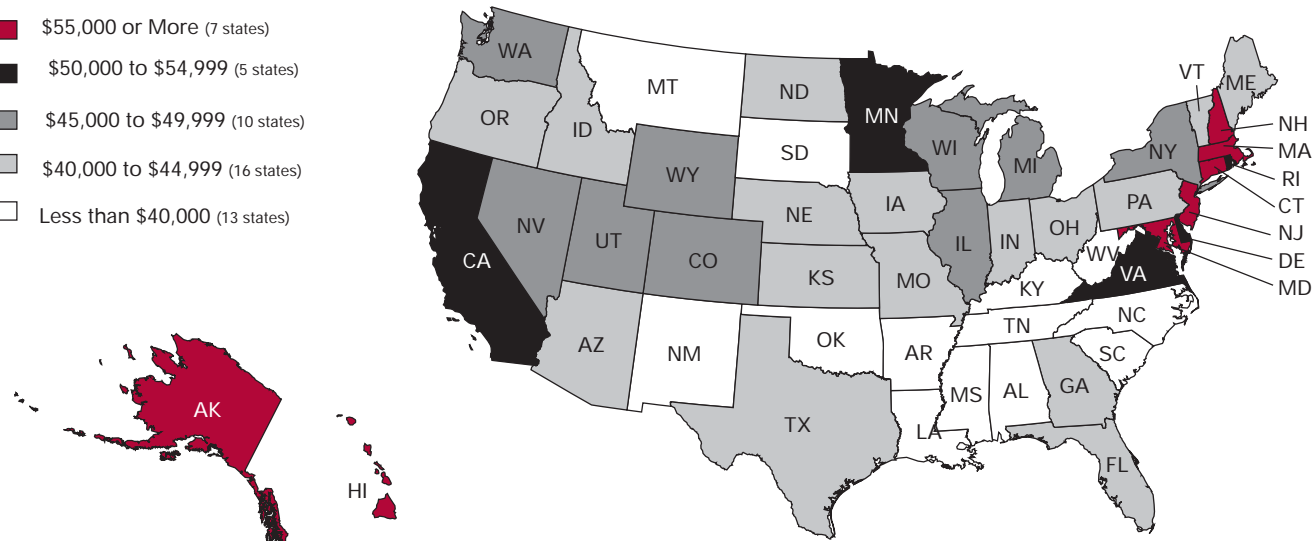 $55,000 or More (7 states)
$50,000 to $54,999 (5 states)
$45,000 to $49,999 (10 states)
$40,000 to $44,999 (16 states)
Less than $40,000 (13 states)
WA
MT
ND
MN
VT
ME
OR
ID
SD
WI
MI
NY
NH
MA
RI
CT
NJ
DE
MD
WY
NE
IA
PA
NV
UT
CO
IL
IN
OH
WV
VA
CA
KS
MO
KY
AZ
NM
OK
AR
TN
NC
SC
TX
LA
MS
AL
GA
FL
AK
HI